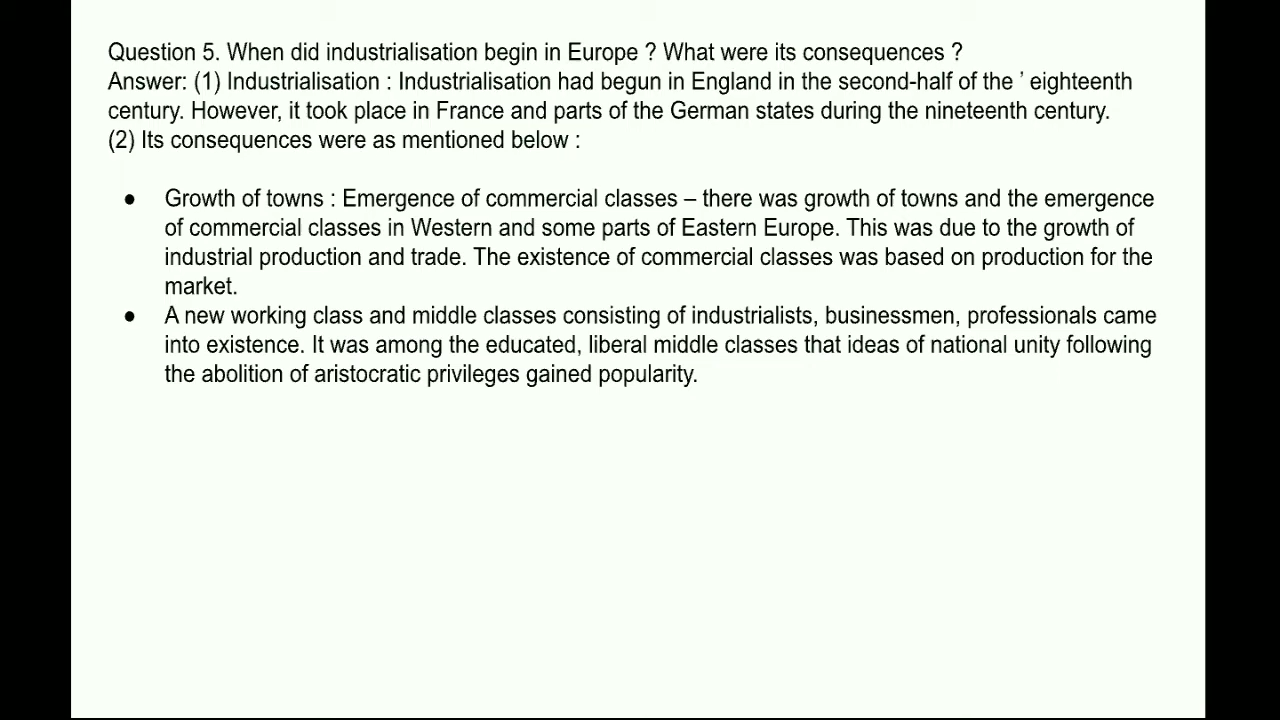 Question 5. When did industrialisation begin in Europe ? What were its consequences ?
Answer: (1) Industrialisation : Industrialisation had begun in England in the second-half of the ’ eighteenth
century. However, it took place in France and parts of the German states during the nineteenth century.
(2) Its consequences were as mentioned below :
● Growth of towns : Emergence of commercial classes – there was growth of towns and the emergence
of commercial classes in Western and some parts of Eastern Europe. This was due to the growth of
industrial production and trade. The existence of commercial classes was based on production for the
market.
● A new working class and middle classes consisting of industrialists, businessmen, professionals came
into existence. It was among the educated, liberal middle classes that ideas of national unity following
the abolition of aristocratic privileges gained popularity.